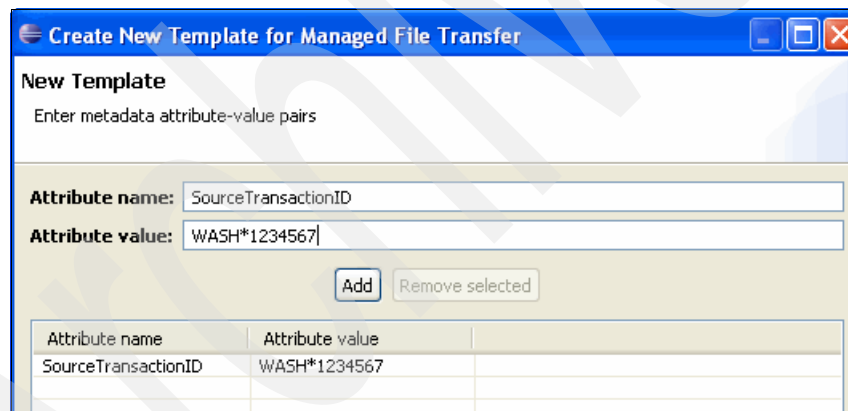 Create New Template for Managed File Transfer
New Template
Enter metadata attribute-value pairs
Attribute name: SourceTransactionID
Attribute value: WASH*1234567
Add Remove selected
Attribute name Attribute value
SourceTransactionID WASH*1234567